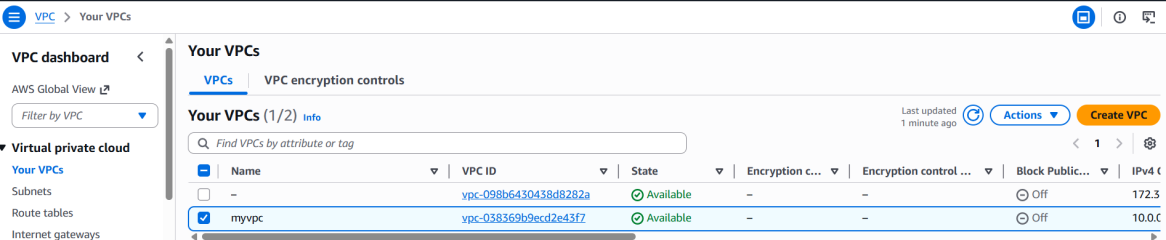 VPC > Your VPCs
VPC dashboard
AWS Global View
Filter by VPC
Virtual private cloud
Your VPCs
Subnets
Route tables
Internet gateways
Your VPCs
VPCs VPC encryption controls
Your VPCs (1/2) Info
Last updated
1 minute ago
Actions
Create VPC
Find VPCs by attribute or tag
1
Name VPC ID State Encryption c... Encryption control ... Block Public... IPv4 C
– vpc-098b6430438d8282a Available – – Off 172.3
myvpc vpc-038369b9ecd2e43f7 Available – – Off 10.0.0